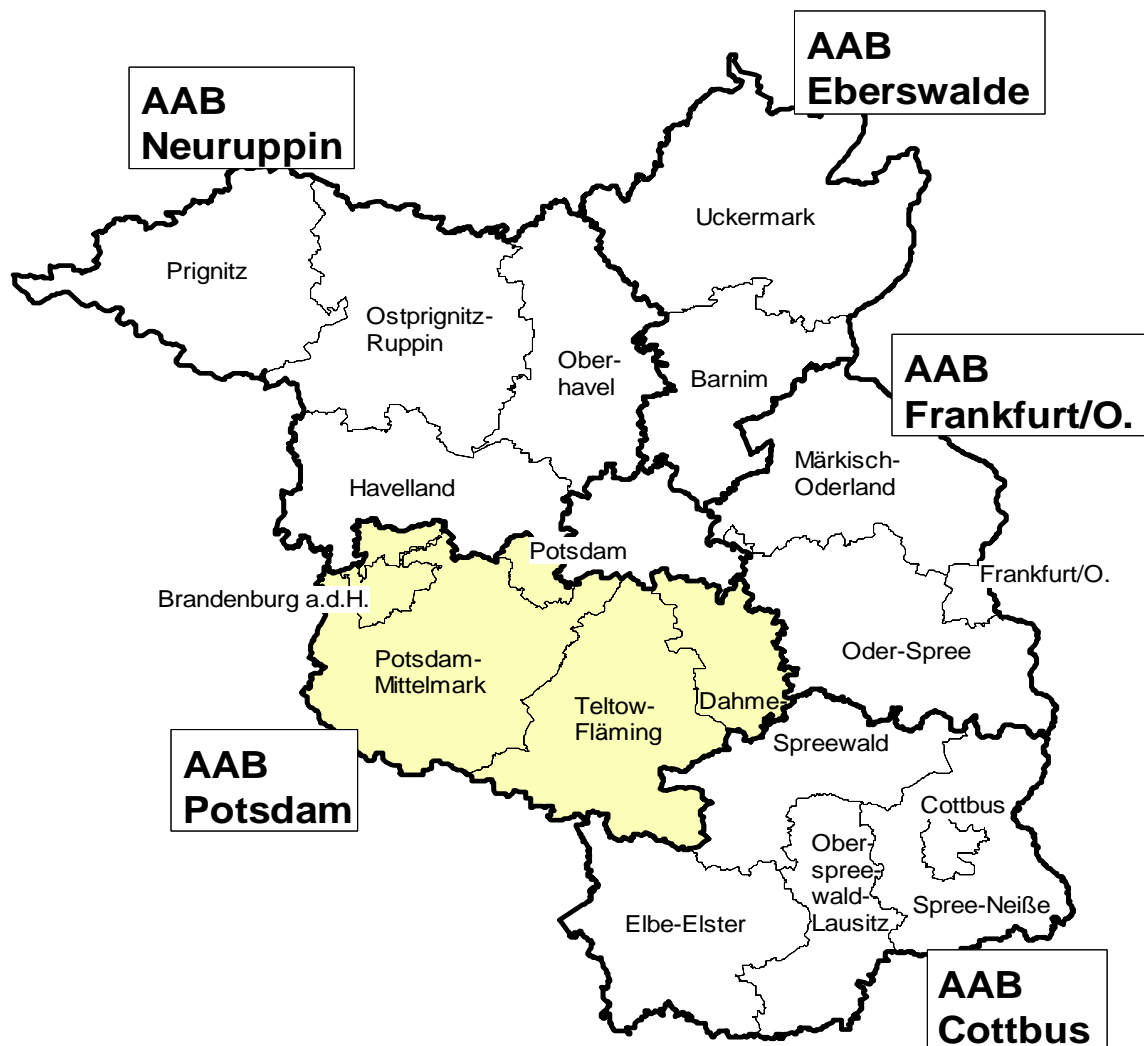 AAB
Eberswalde
AAB
Neuruppin
Uckermark
Prignitz
Ostprignitz-
Ruppin
Ober-
havel
Barnim
AAB
Frankfurt/O.
Märkisch-
Oderland
Havelland
Potsdam
Frankfurt/O.
Brandenburg a.d.H.
Oder-Spree
Potsdam-
Mittelmark
Teltow-
Fläming
Dahme-
Spreewald
AAB
Potsdam
Cottbus
Ober-
spree-
wald-
Lausitz
Spree-Neiße
Elbe-Elster
AAB
Cottbus